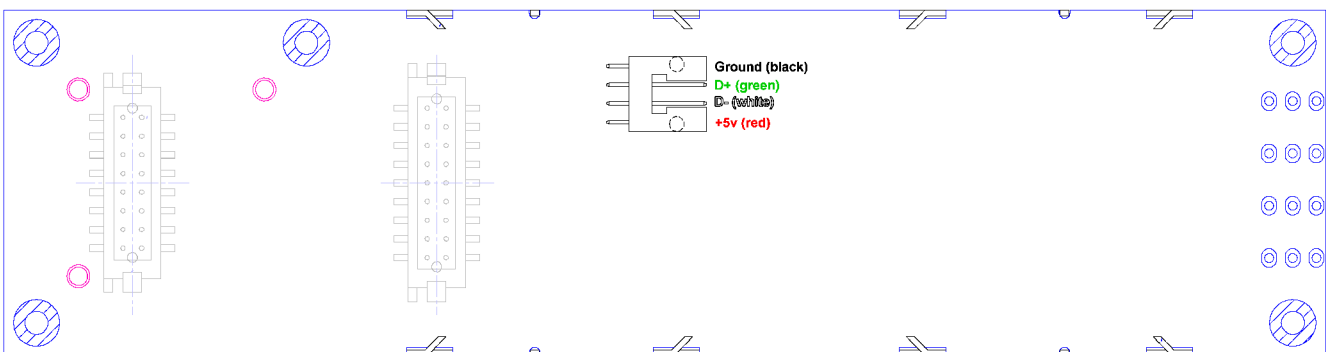 Ground (black)
D+ (green)
D- (white)
+5v (red)